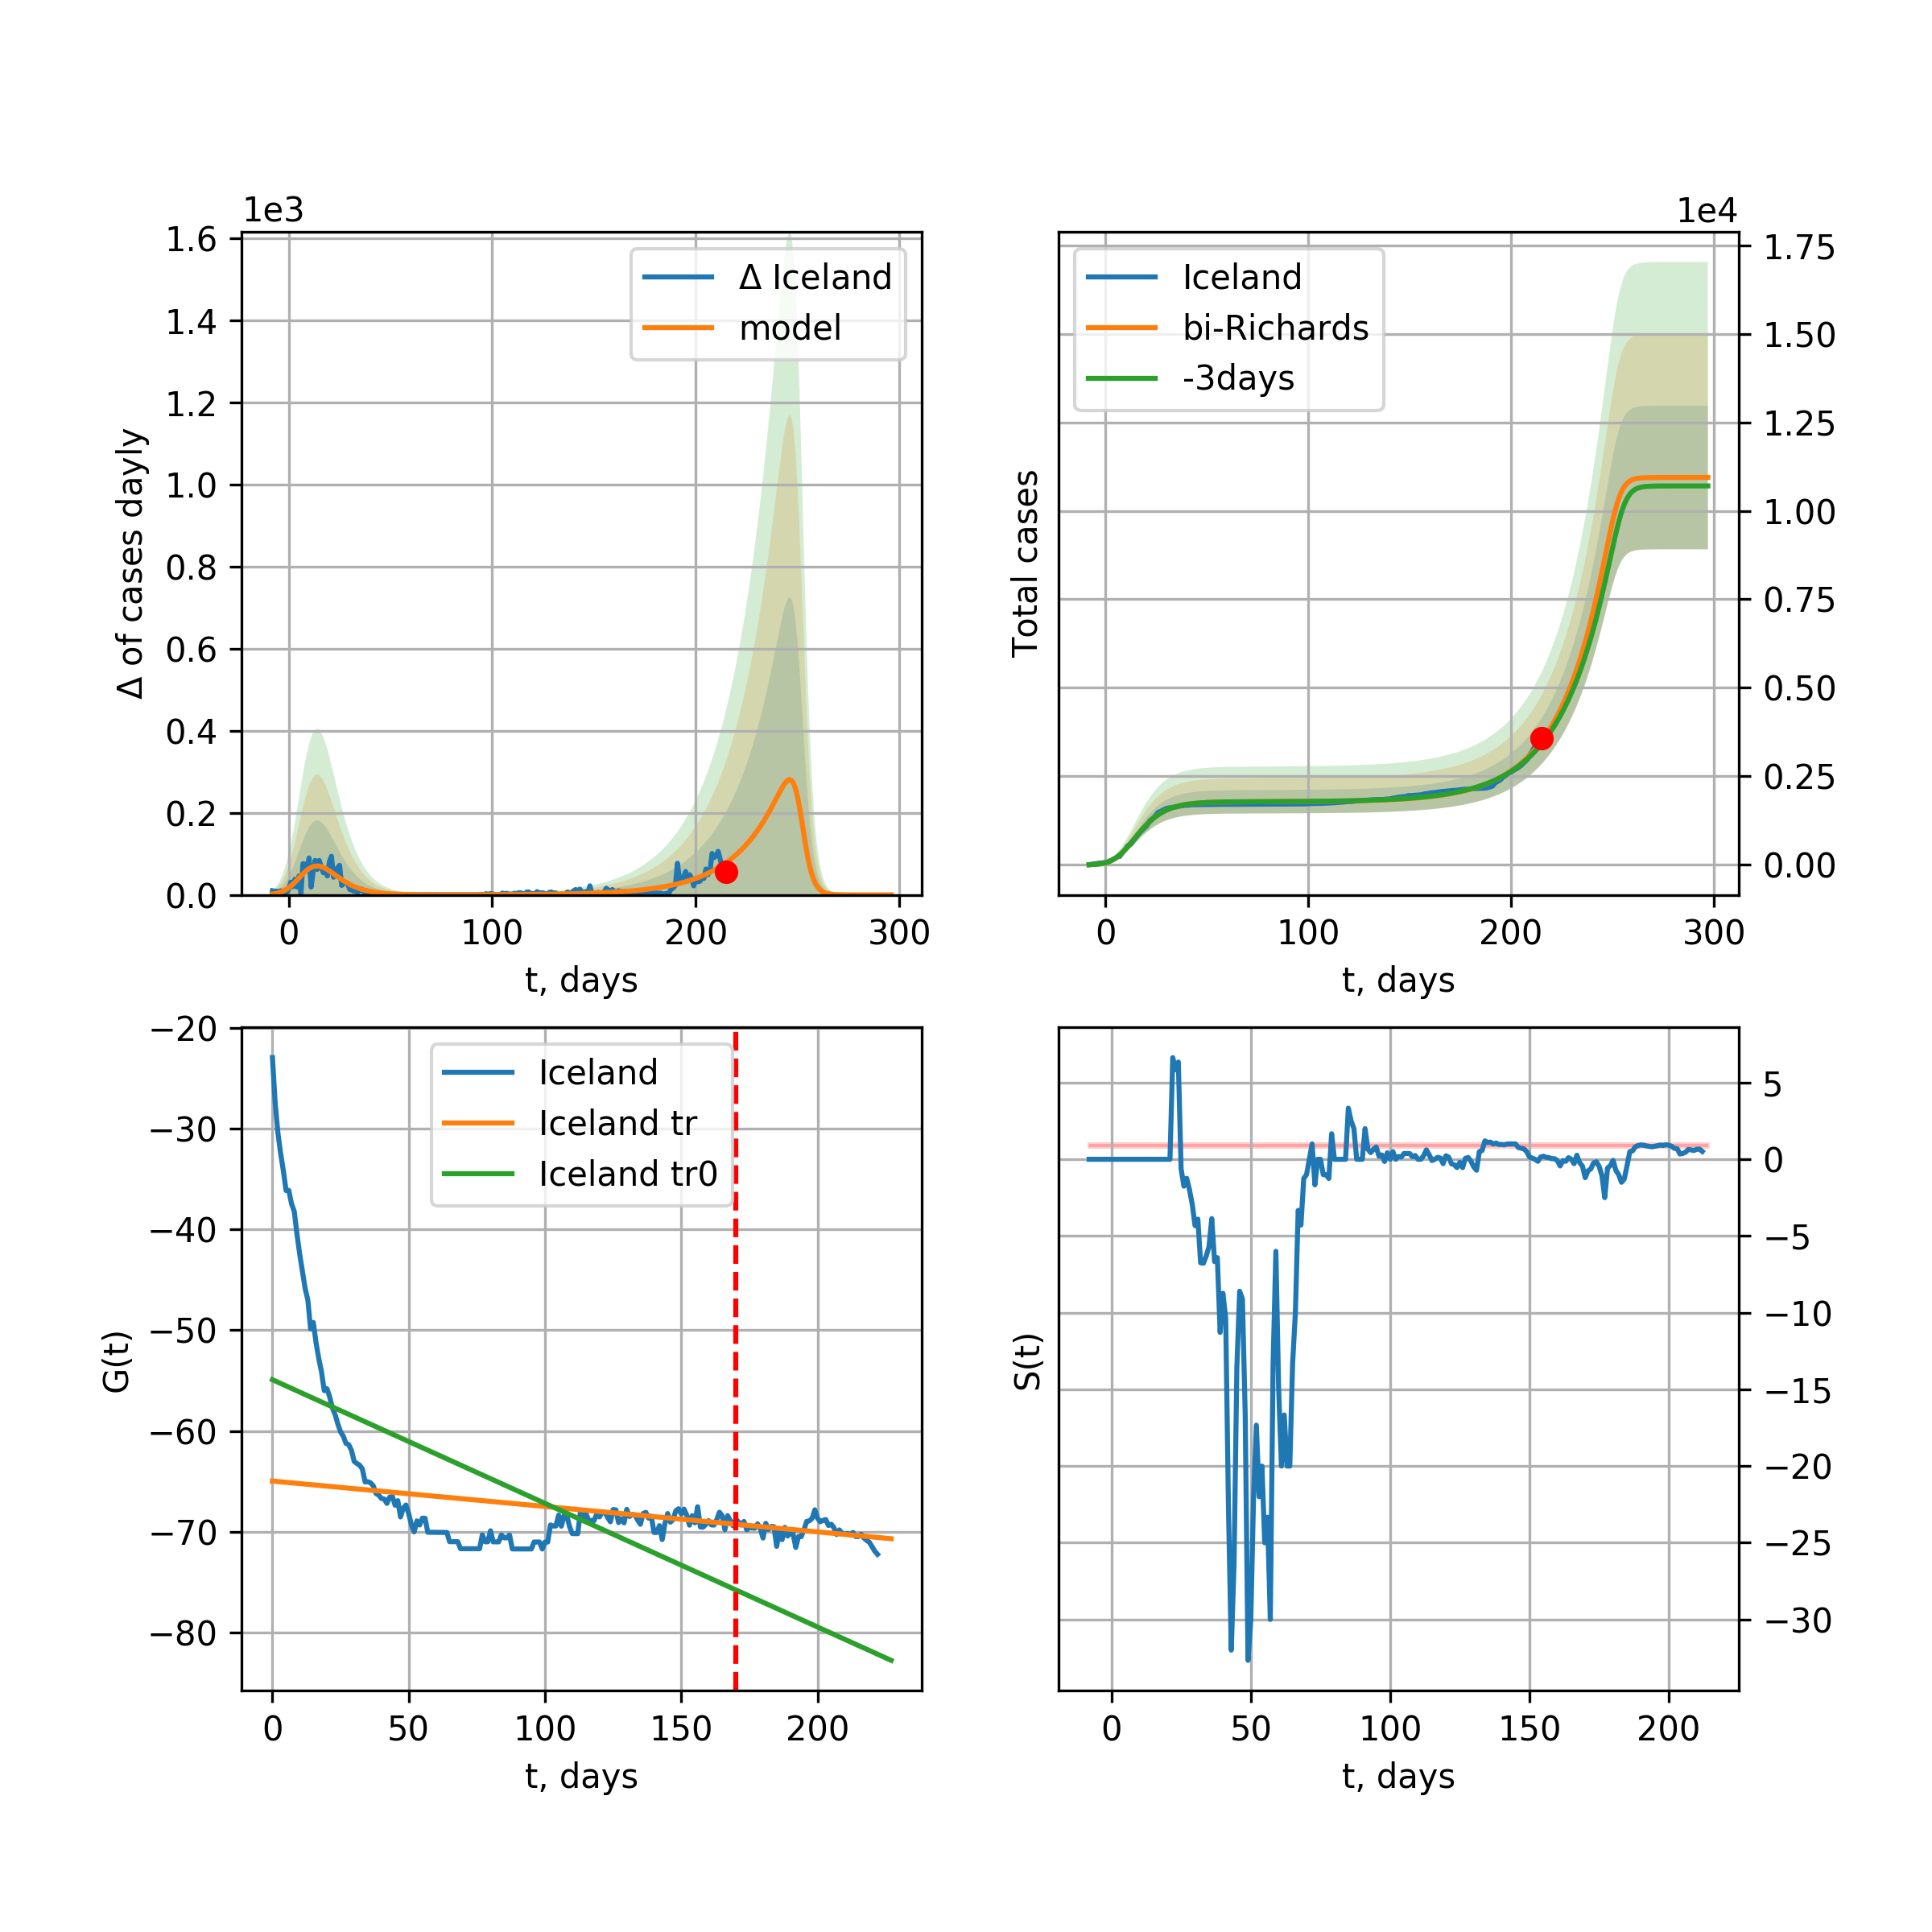 1e3
1.6
1.4
1.2
1.0
0.8
0.6
0.4
0.2
0.0
Δ of cases dayly
Δ Iceland
model
0 100 200 300
t, days
1e4
1.75
1.50
1.25
1.00
0.75
0.50
0.25
0.00
Total cases
Iceland
bi-Richards
-3days
0 100 200 300
t, days
−20
−30
−40
−50
−60
−70
−80
G(t)
Iceland
Iceland tr
Iceland tr0
0 50 100 150 200
t, days
5
0
−5
−10
−15
−20
−25
−30
S(t)
0 50 100 150 200
t, days